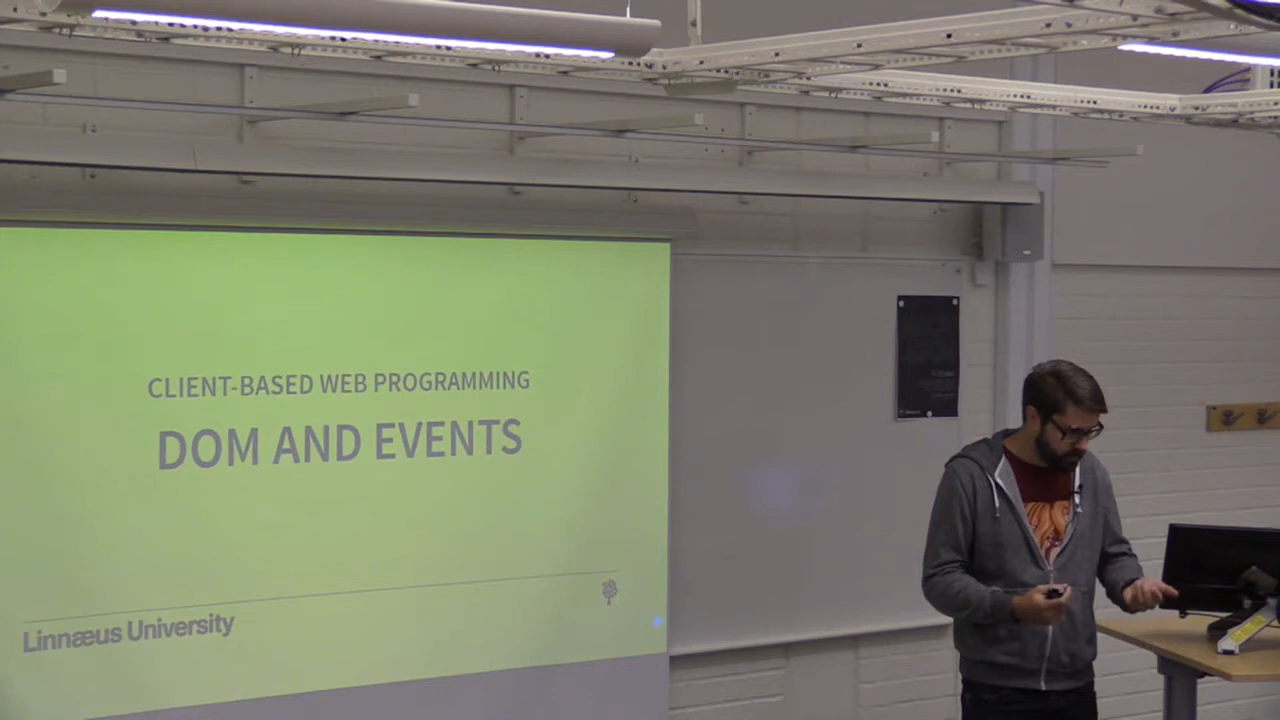 CLIENT-BASED WEB PROGRAMMING
DOM AND EVENTS
Linnæus University